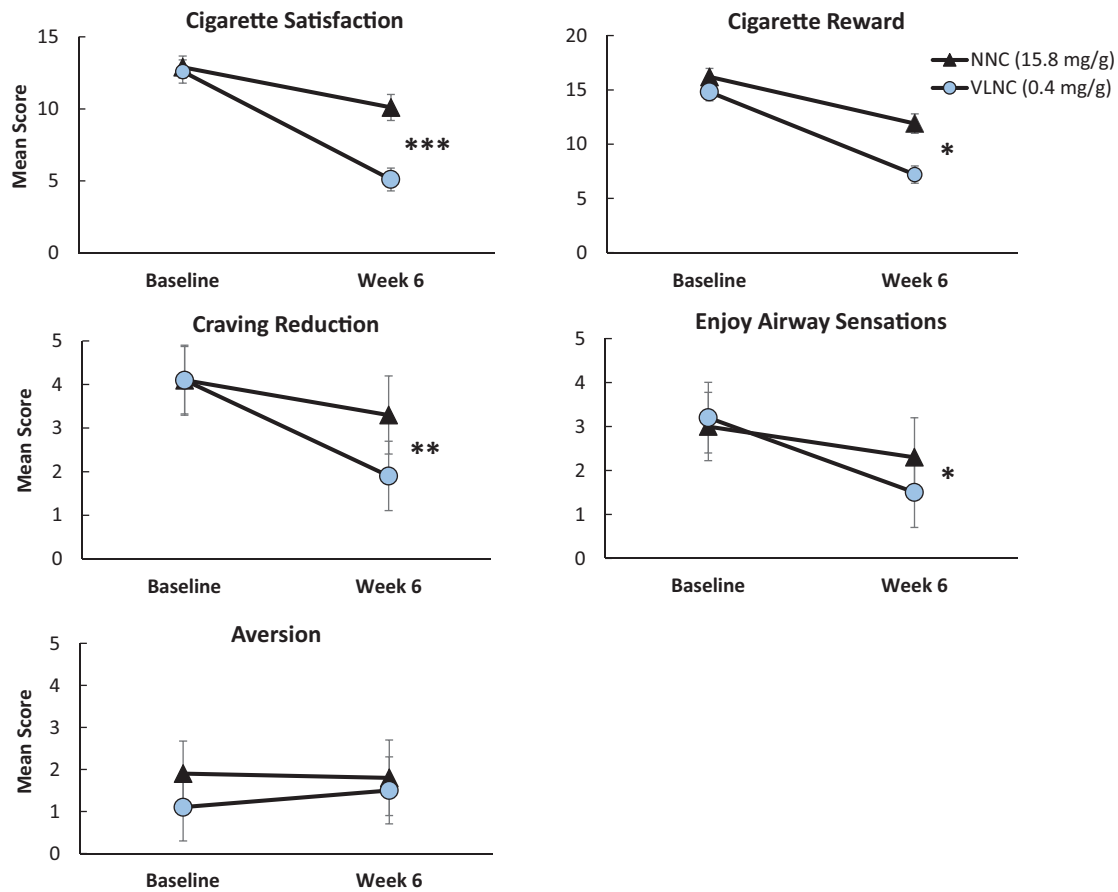 Cigarette Satisfaction
15
10
5
0
Mean Score
***
Baseline Week 6
Cigarette Reward
20
15
10
5
0
*
Baseline Week 6
NNC (15.8 mg/g)
VLNC (0.4 mg/g)
Craving Reduction
5
4
3
2
1
0
Mean Score
**
Baseline Week 6
Enjoy Airway Sensations
5
4
3
2
1
0
*
Baseline Week 6
Aversion
5
4
3
2
1
0
Mean Score
Baseline Week 6